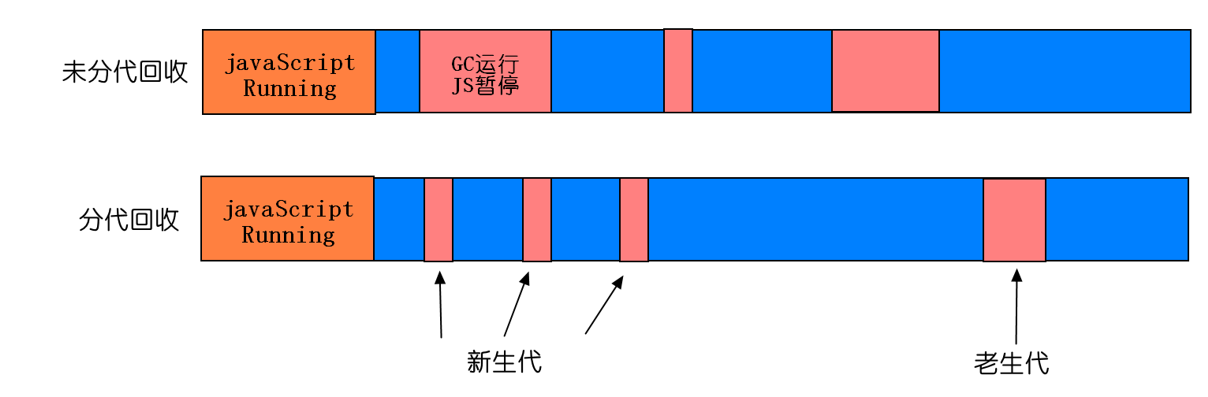 未分代回收
javaScript
Running
GC运行
JS暂停
分代回收
javaScript
Running
新生代
老生代